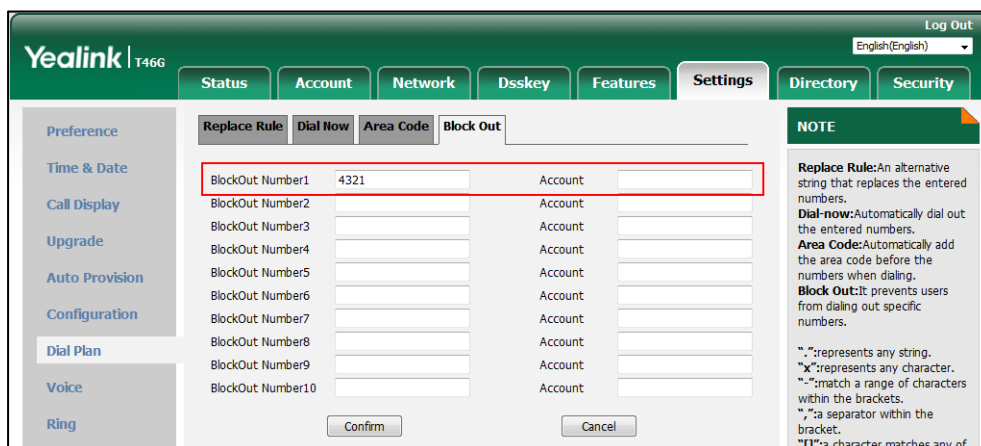 Log Out
Yealink T46G
English(English)
Status Account Network Dsskey Features Settings Directory Security
Preference
Time & Date
Call Display
Upgrade
Auto Provision
Configuration
Dial Plan
Voice
Ring
Replace Rule Dial Now Area Code Block Out
BlockOut Number1 4321 Account
BlockOut Number2 Account
BlockOut Number3 Account
BlockOut Number4 Account
BlockOut Number5 Account
BlockOut Number6 Account
BlockOut Number7 Account
BlockOut Number8 Account
BlockOut Number9 Account
BlockOut Number10 Account
Confirm Cancel
NOTE
Replace Rule:An alternative
string that replaces the entered
numbers.
Dial-now:Automatically dial out
the entered numbers.
Area Code:Automatically add
the area code before the
numbers when dialing.
Block Out:It prevents users
from dialing out specific
numbers.
".":represents any string.
"x":represents any character.
"-":match a range of characters
within the brackets.
",":a separator within the
bracket.
"[]":a character matches any of